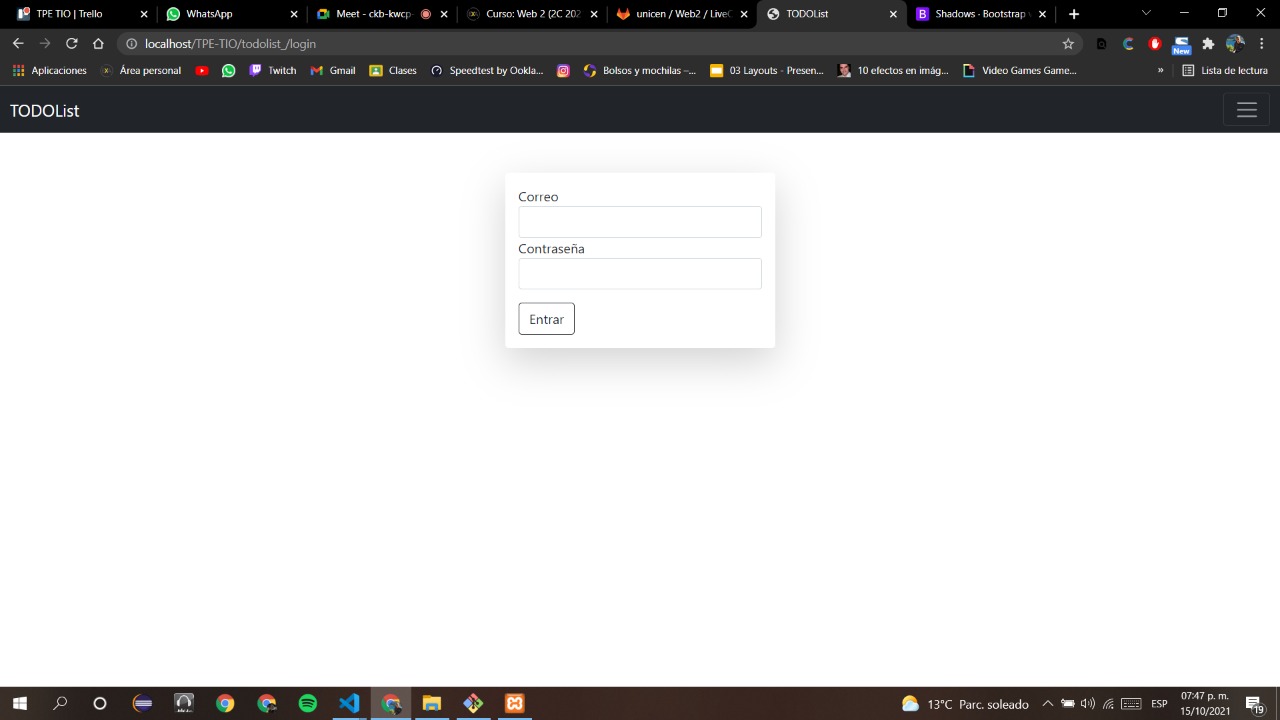 TPE TIO | Trello
WhatsApp
Meet - ckb-kwcp-
Curso: Web 2 (2C 202
unicen / Web2 / LiveC
TODOList
Shadows · Bootstrap v
localhost/TPE-TIO/todolist_/login
New
Aplicaciones
Área personal
Twitch
Gmail
Clases
Speedtest by Ookla...
Bolsos y mochilas –...
03 Layouts - Presen...
10 efectos en imág...
Video Games Game...
»
Lista de lectura
TODOList
Correo
Contraseña
Entrar
13°C Parc. soleado
ESP
07:47 p. m.
15/10/2021
19